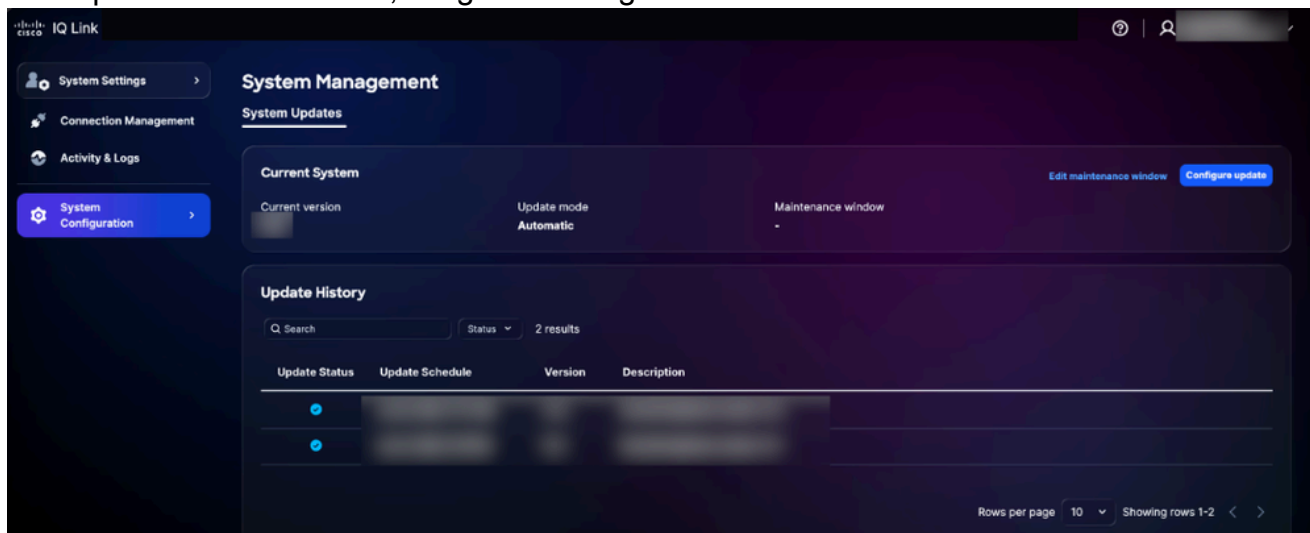 cisco IQ Link
System Settings
System Management
Connection Management
System Updates
Activity & Logs
Current System
Edit maintenance window
Configure update
System
Configuration
Current version
Update mode
Maintenance window
Automatic
-
Update History
Search
Status
2 results
Update Status Update Schedule Version Description
Rows per page 10 Showing rows 1-2